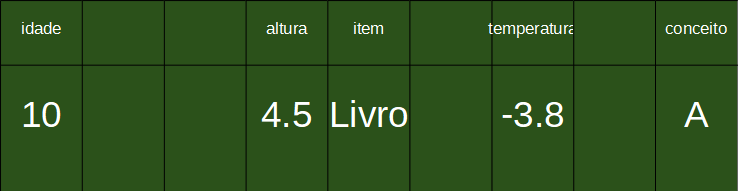 idade altura item temperatura conceito
10 4.5 Livro -3.8 A